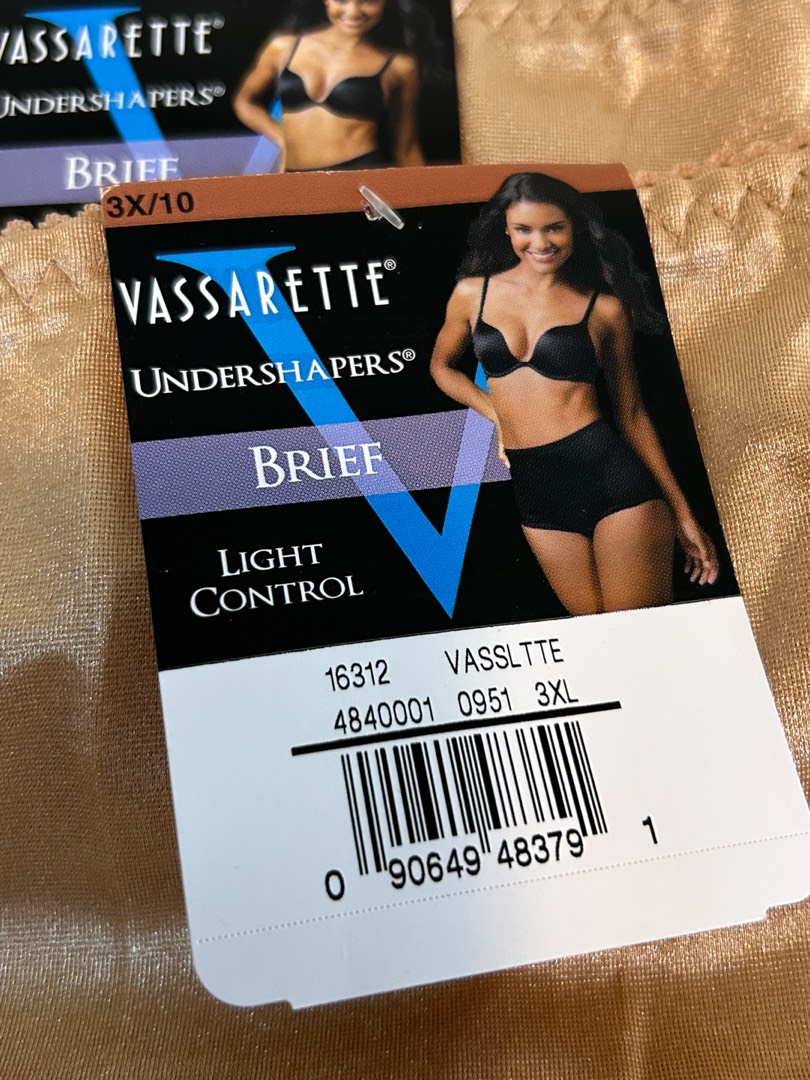 VASSARETTE®
UNDERSHAPERS®
BRIEF
3X/10
VASSARETTE®
UNDERSHAPERS®
BRIEF
LIGHT
CONTROL
16312 VASSLTTE
4840001 0951 3XL
0 90649 48379 1